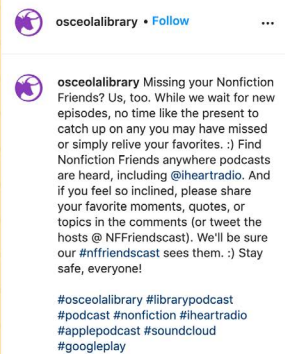 osceolalibrary • Follow
osceolalibrary Missing your Nonfiction
Friends? Us, too. While we wait for new
episodes, no time like the present to
catch up on any you may have missed
or simply relive your favorites. :) Find
Nonfiction Friends anywhere podcasts
are heard, including @iheartradio. And
if you feel so inclined, please share
your favorite moments, quotes, or
topics in the comments (or tweet the
hosts @ NFFriendscast). We'll be sure
our #nffriendscast sees them. :) Stay
safe, everyone!
#osceolalibrary #librarypodcast
#podcast #nonfiction #iheartradio
#applepodcast #soundcloud
#googleplay